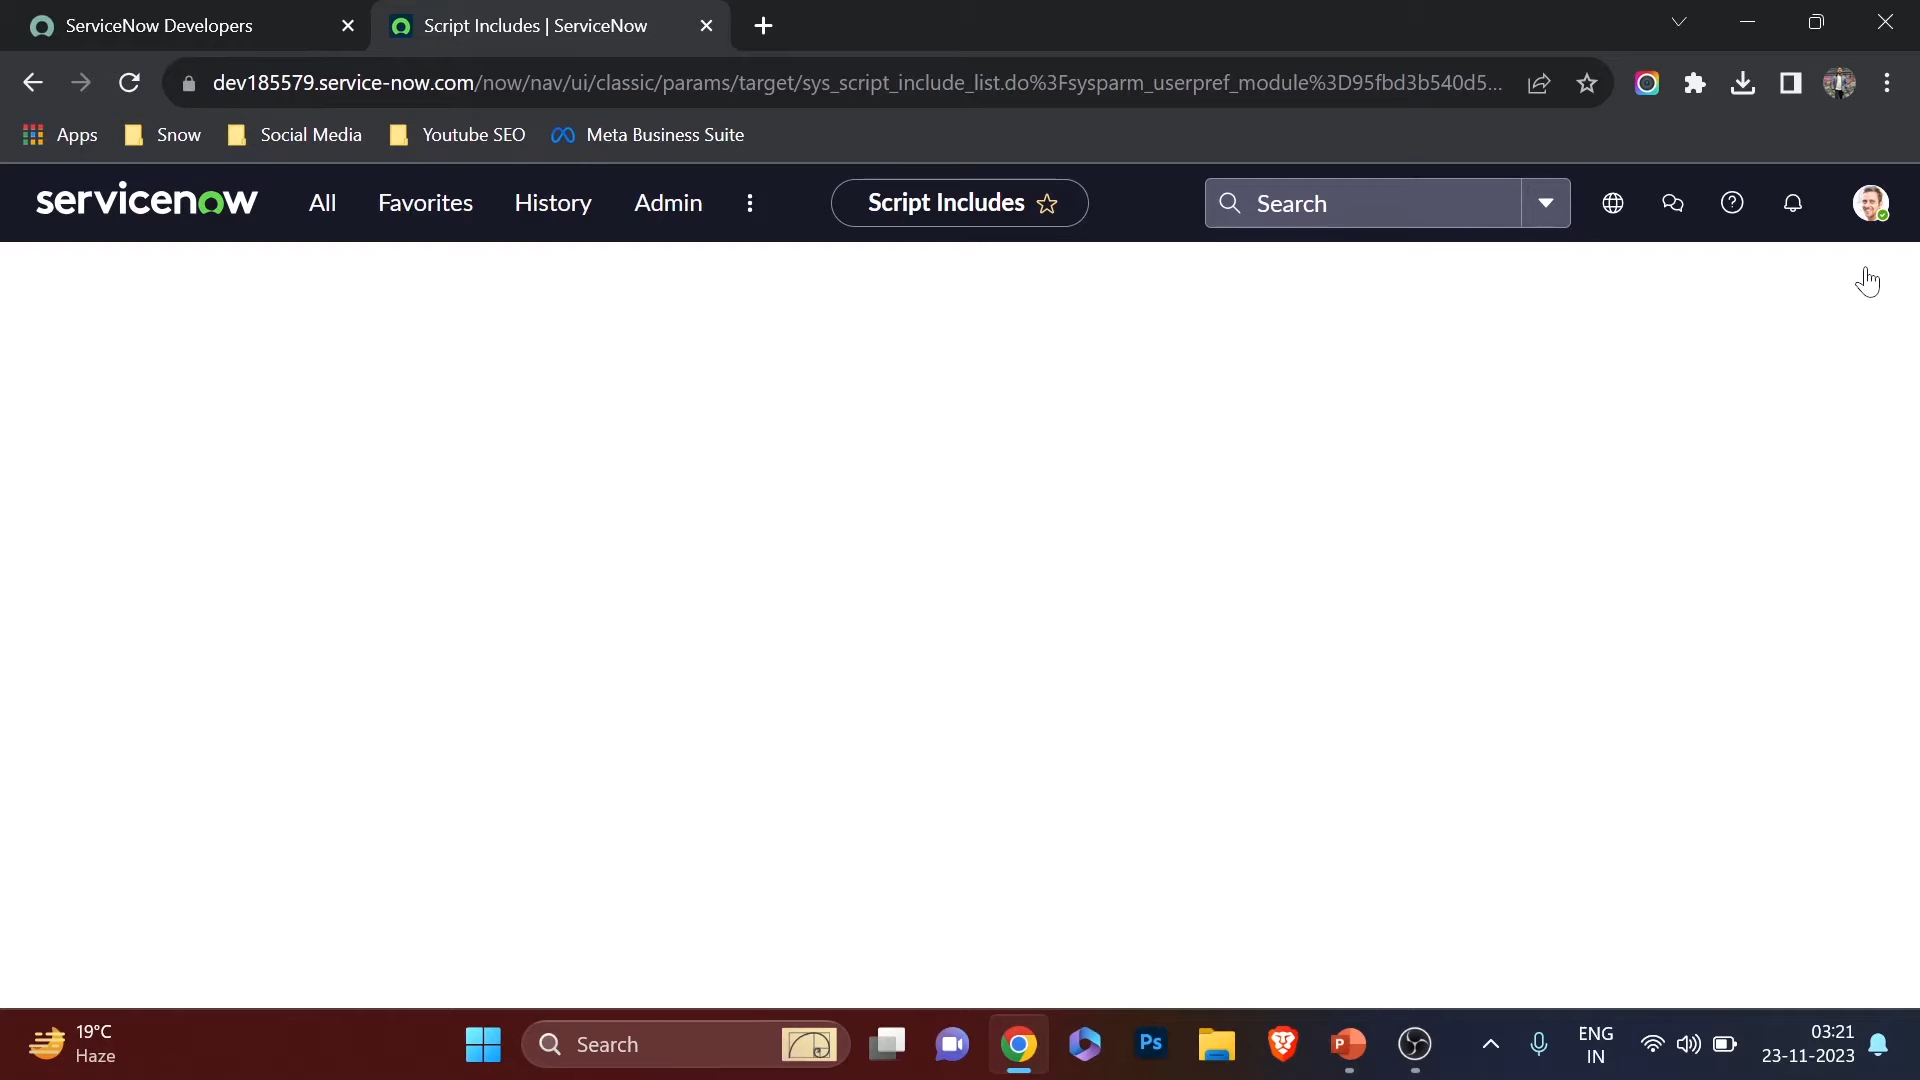 ServiceNow Developers
Script Includes | ServiceNow
dev185579.service-now.com/now/nav/ui/classic/params/target/sys_script_include_list.do%3Fsysparm_userpref_module%3D95fbd3b540d5...
Apps Snow Social Media Youtube SEO Meta Business Suite
servicenow All Favorites History Admin Script Includes Search
19°C
Haze
Search
Ps
P
ENG
IN
03:21
23-11-2023